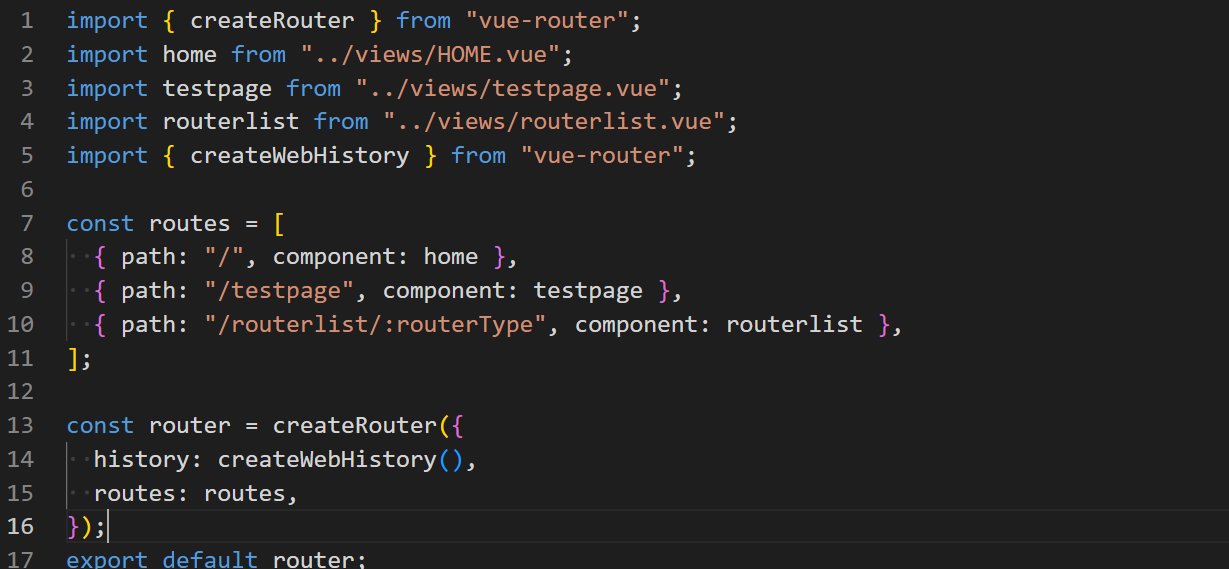 1 import { createRouter } from "vue-router";
2 import home from "../views/HOME.vue";
3 import testpage from "../views/testpage.vue";
4 import routerlist from "../views/routerlist.vue";
5 import { createWebHistory } from "vue-router";
6
7 const routes = [
8   { path: "/", component: home },
9   { path: "/testpage", component: testpage },
10   { path: "/routerlist/:routerType", component: routerlist },
11 ];
12
13 const router = createRouter({
14   history: createWebHistory(),
15   routes: routes,
16 });
17 export default router;